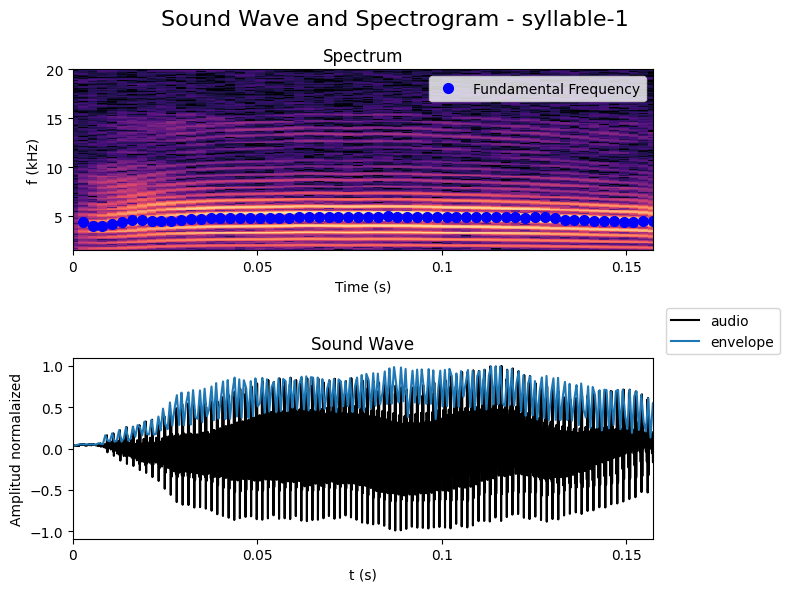 Sound Wave and Spectrogram - syllable-1
Spectrum
20
15
10
5
f (kHz)
Fundamental Frequency
0 0.05 0.1 0.15
Time (s)
audio
envelope
Sound Wave
1.0
0.5
0.0
−0.5
−1.0
Amplitud normalaized
0 0.05 0.1 0.15
t (s)